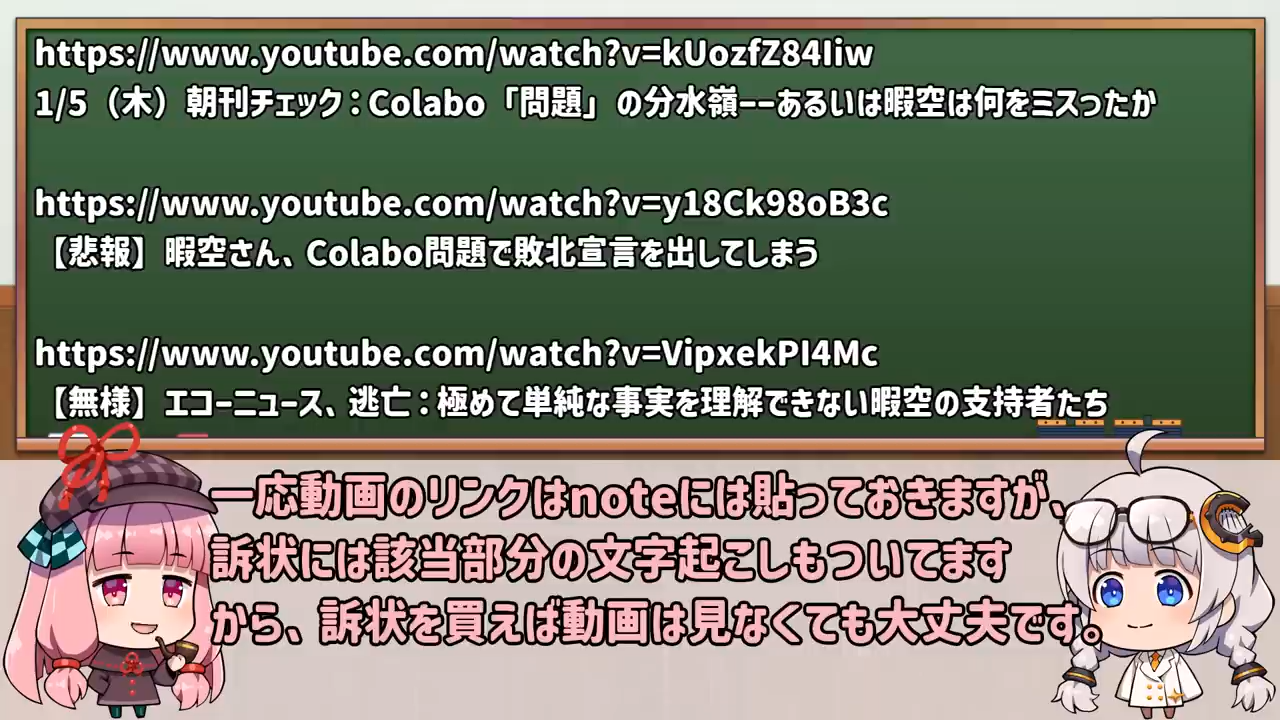 https://www.youtube.com/watch?v=kUozfZ84Iiw
1/5（木）朝刊チェック：Colabo「問題」の分水嶺––あるいは暇空は何をミスったか
https://www.youtube.com/watch?v=y18Ck98oB3c
【悲報】暇空さん、Colabo問題で敗北宣言を出してしまう
https://www.youtube.com/watch?v=VipxekPI4Mc
【無様】エコーニュース、逃亡：極めて単純な事実を理解できない暇空の支持者たち
一応動画のリンクはnoteには貼っておきますが、
訴状には該当部分の文字起こしもついてます
から、訴状を買えば動画は見なくても大丈夫です。